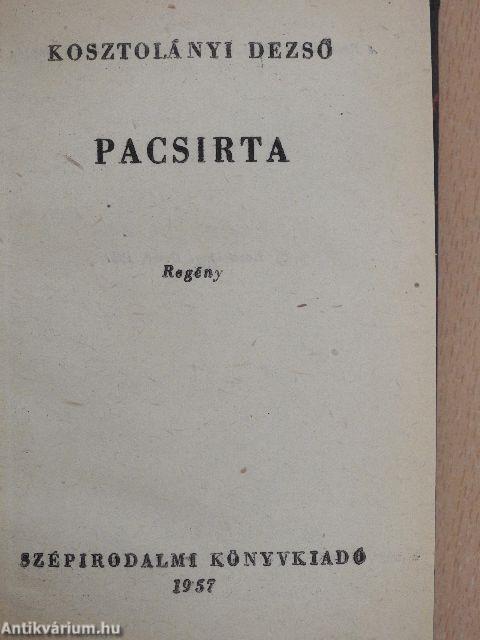 KOSZTOLÁNYI DEZSŐ
PACSIRTA
Regény
SZÉPIRODALMI KÖNYVKIADÓ
1957
Antikvárium.hu